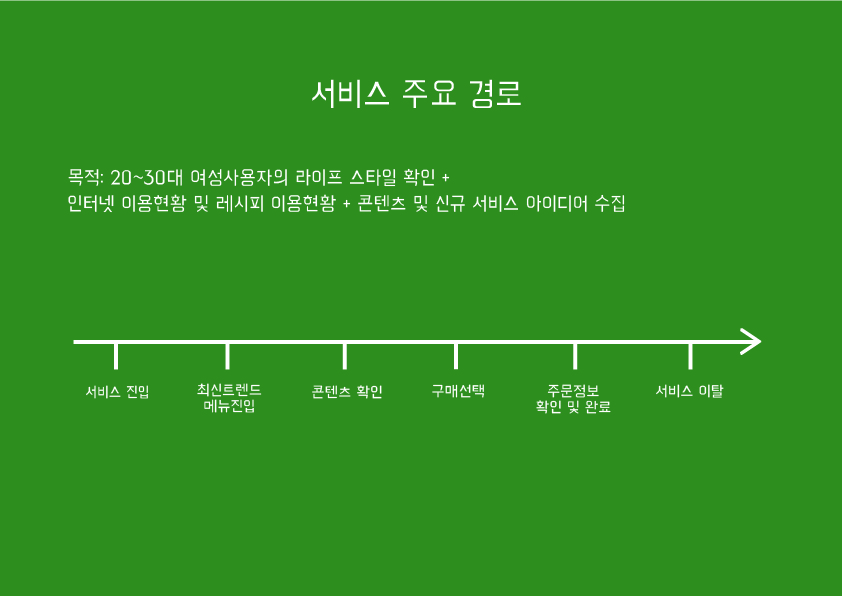 서비스 주요 경로
목적: 20~30대 여성사용자의 라이프 스타일 확인 +
인터넷 이용현황 및 레시피 이용현황 + 콘텐츠 및 신규 서비스 아이디어 수집
서비스 진입
최신트렌드
메뉴진입
콘텐츠 확인
구매선택
주문정보
확인 및 완료
서비스 이탈